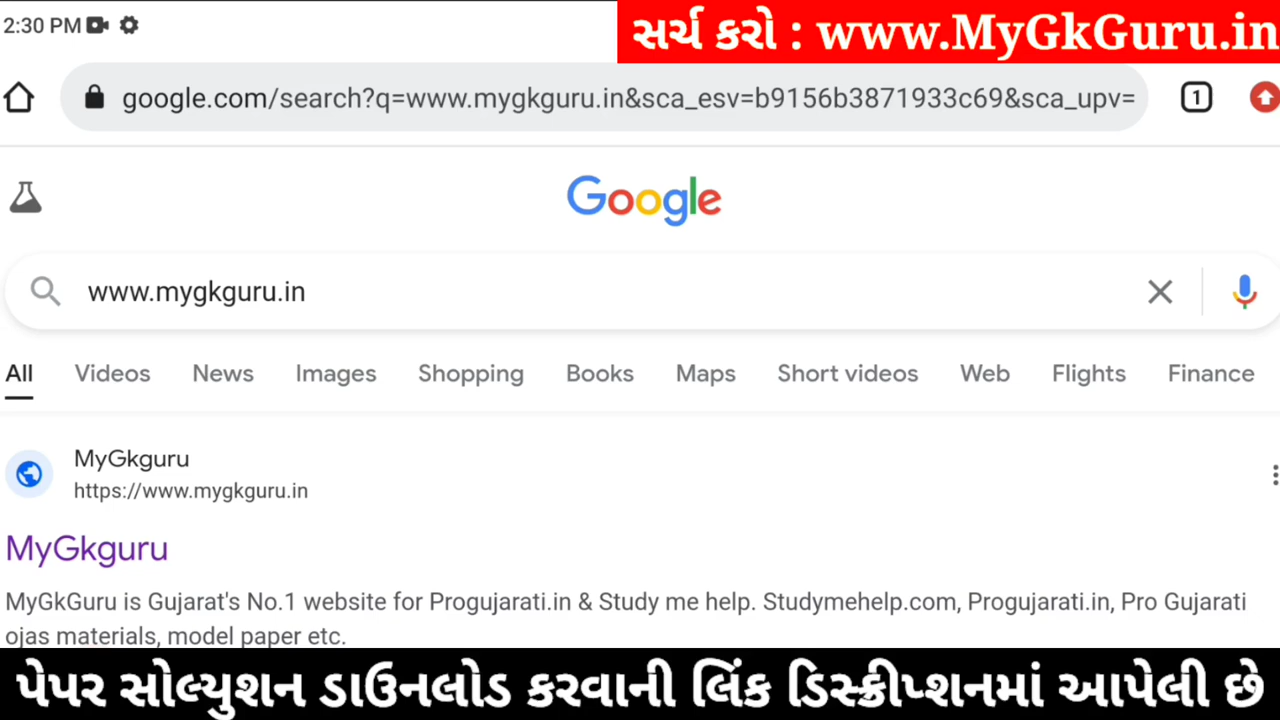 2:30 PM
સર્ચ કરો : www.MyGkGuru.in
google.com/search?q=www.mygkguru.in&sca_esv=b9156b3871933c69&sca_upv=
1
Google
www.mygkguru.in
All Videos News Images Shopping Books Maps Short videos Web Flights Finance
MyGkguru
https://www.mygkguru.in
MyGkguru
MyGkGuru is Gujarat's No.1 website for Progujarati.in & Study me help. Studymehelp.com, Progujarati.in, Pro Gujarati
ojas materials, model paper etc.
પેપર સોલ્યુશન ડાઉનલોડ કરવાની લિંક ડિસ્ક્રીપ્શનમાં આપેલી છે